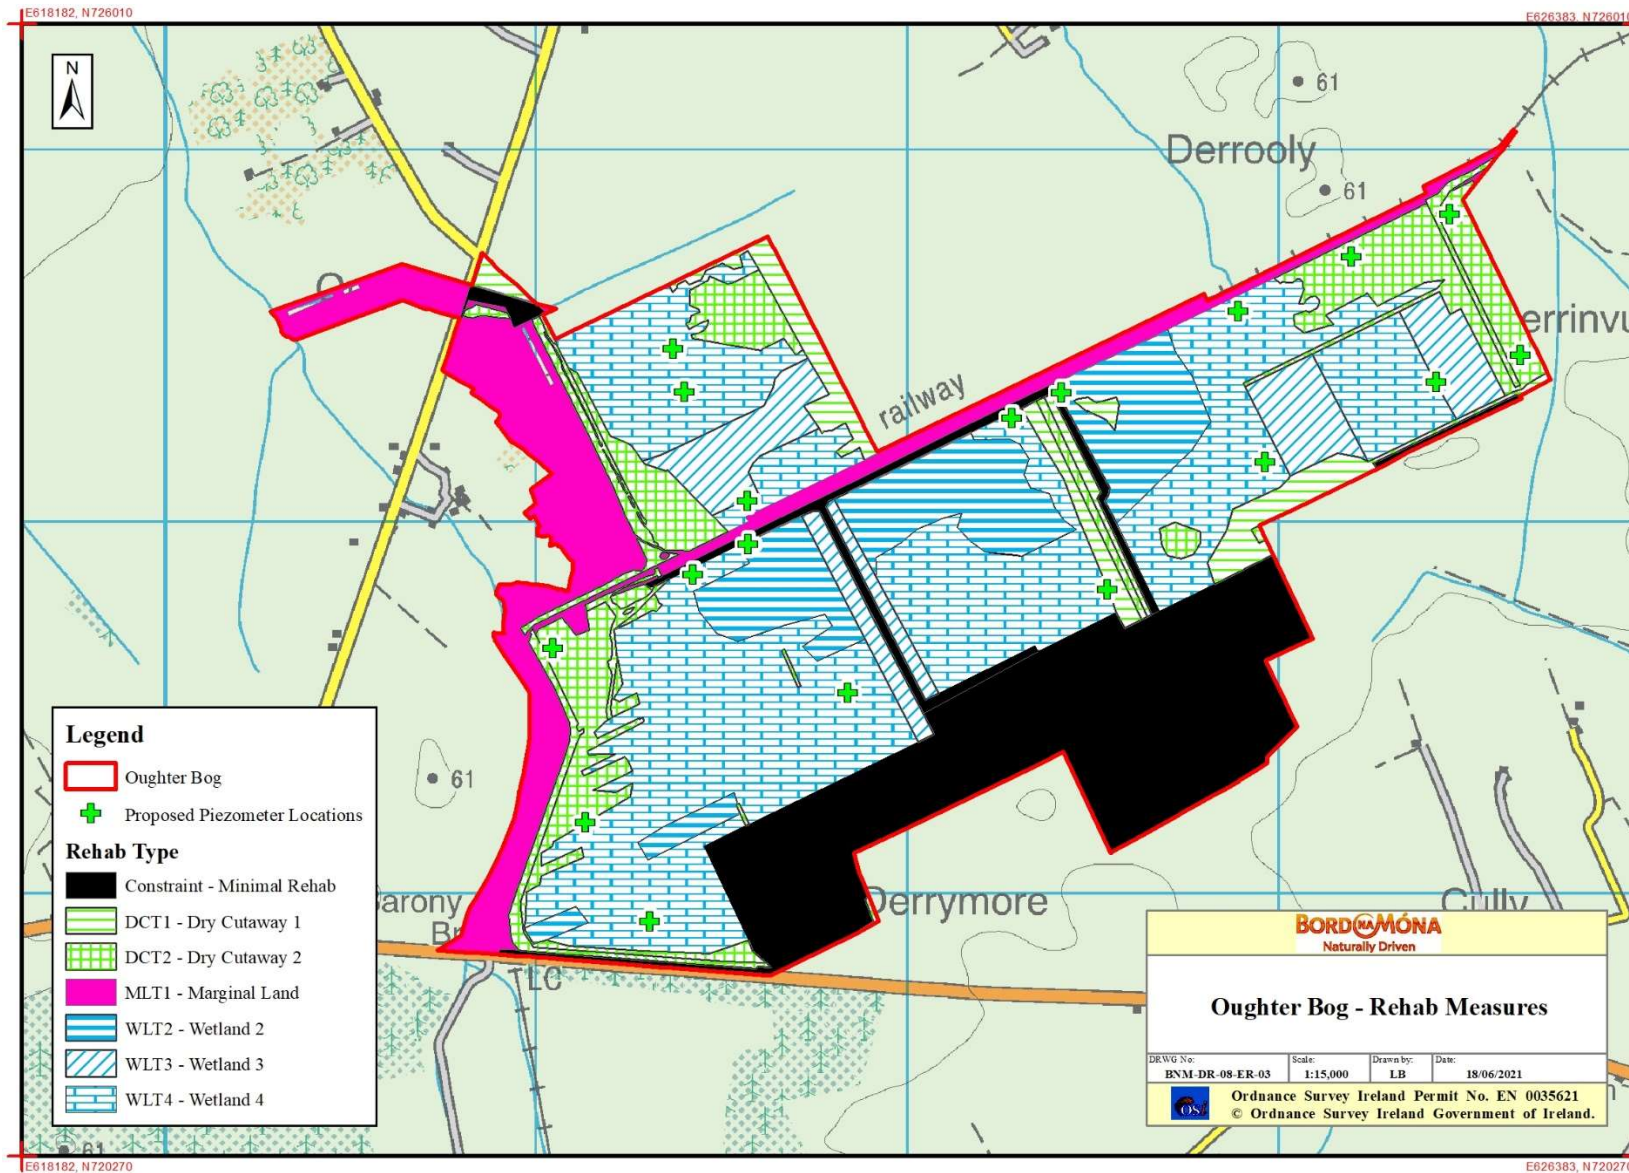 E618182, N726010
E626383, N726010
N
61
Derrooly
61
railway
61
Derrymore
Cully
TLC
61
Legend
Oughter Bog
Proposed Piezometer Locations
Rehab Type
Constraint - Minimal Rehab
DCT1 - Dry Cutaway 1
DCT2 - Dry Cutaway 2
MLT1 - Marginal Land
WLT2 - Wetland 2
WLT3 - Wetland 3
WLT4 - Wetland 4
BORD NA MÓNA
Naturally Driven
Oughter Bog - Rehab Measures
DRWG No: Scale: Drawn by: Date:
BNM-DR-08-ER-03 1:15,000 LB 18/06/2021
OSi
Ordnance Survey Ireland Permit No. EN 0035621
© Ordnance Survey Ireland Government of Ireland.
E618182, N720270
E626383, N720270